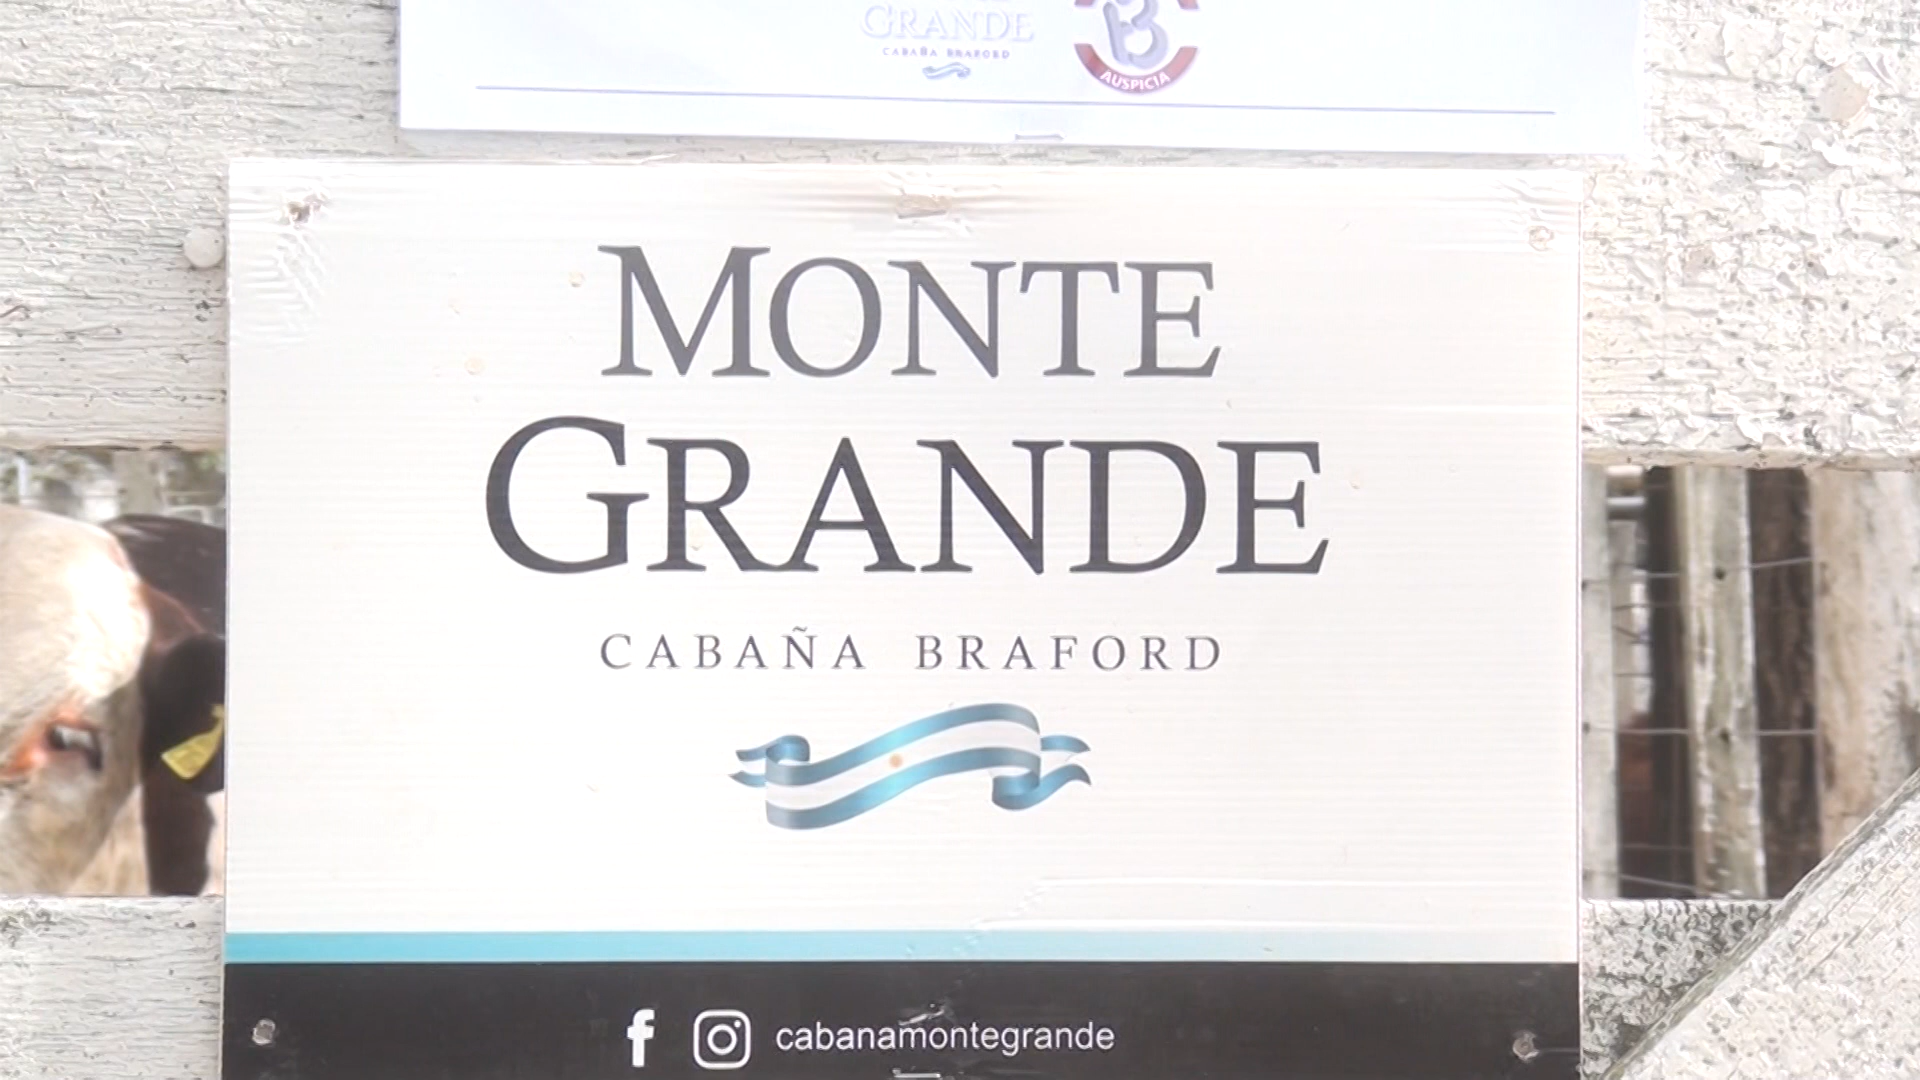 GRANDE
CABAÑA BRAFORD
B
AUSPICIA
MONTE
GRANDE
CABAÑA BRAFORD
cabanamontegrande